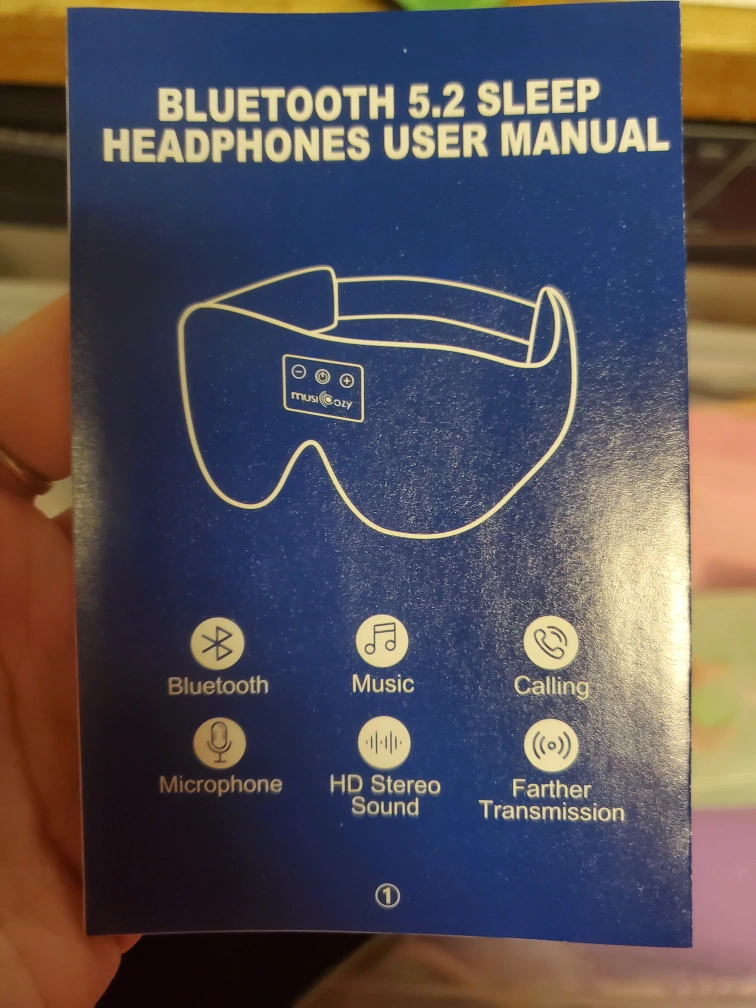 BLUETOOTH 5.2 SLEEP
HEADPHONES USER MANUAL
musiCozy
Bluetooth
Music
Calling
Microphone
HD Stereo
Sound
Farther
Transmission
①